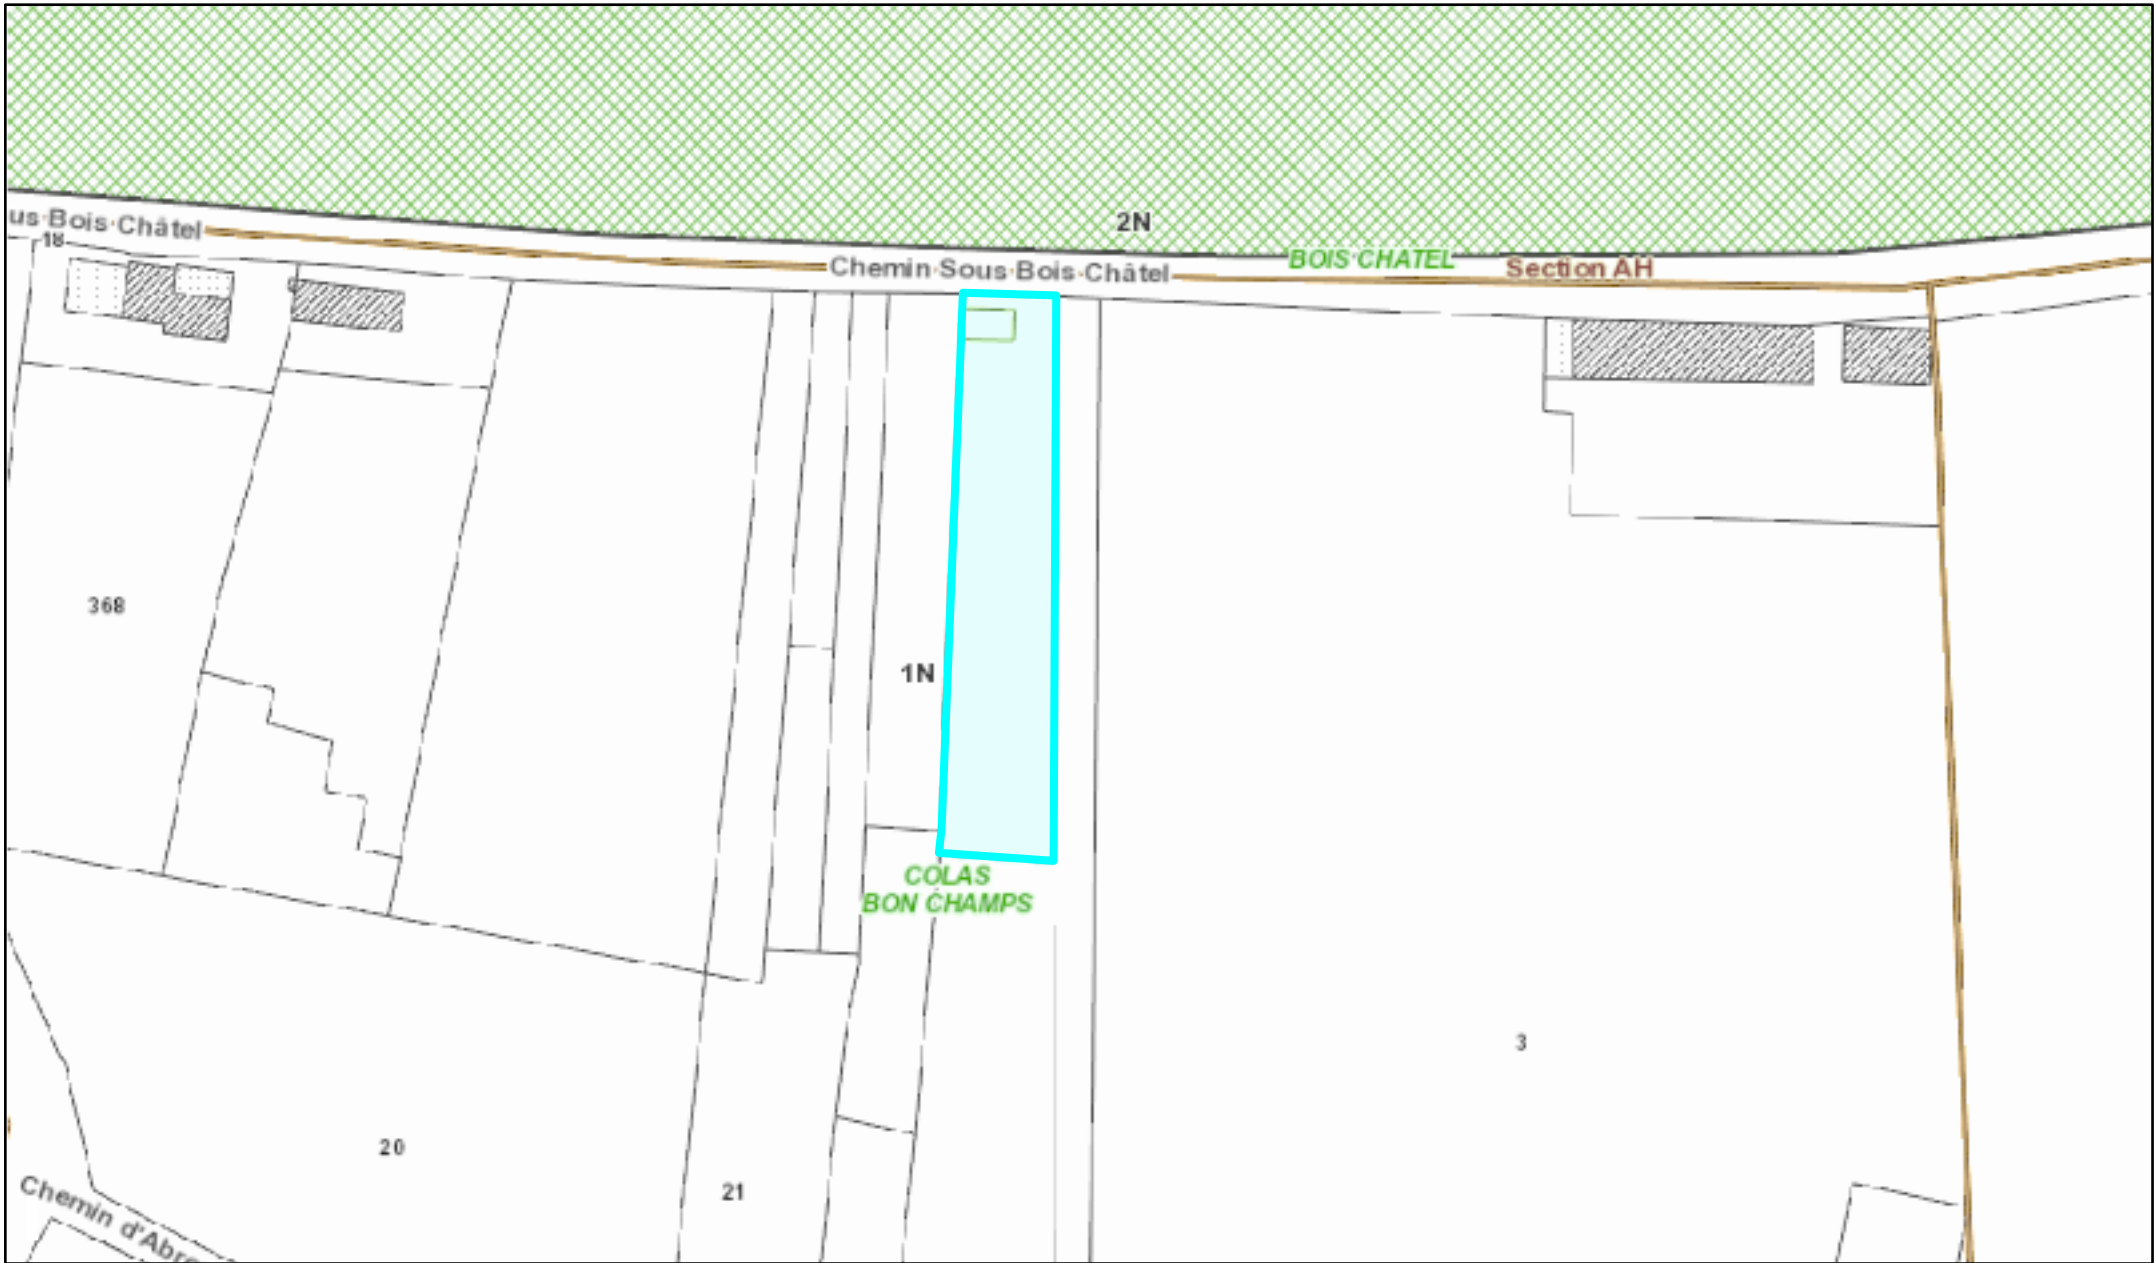 2N
us Bois Châtel
18
Chemin Sous Bois Châtel
BOIS CHATEL
Section AH
368
1N
COLAS
BON CHAMPS
3
20
21
Chemin d'Abre